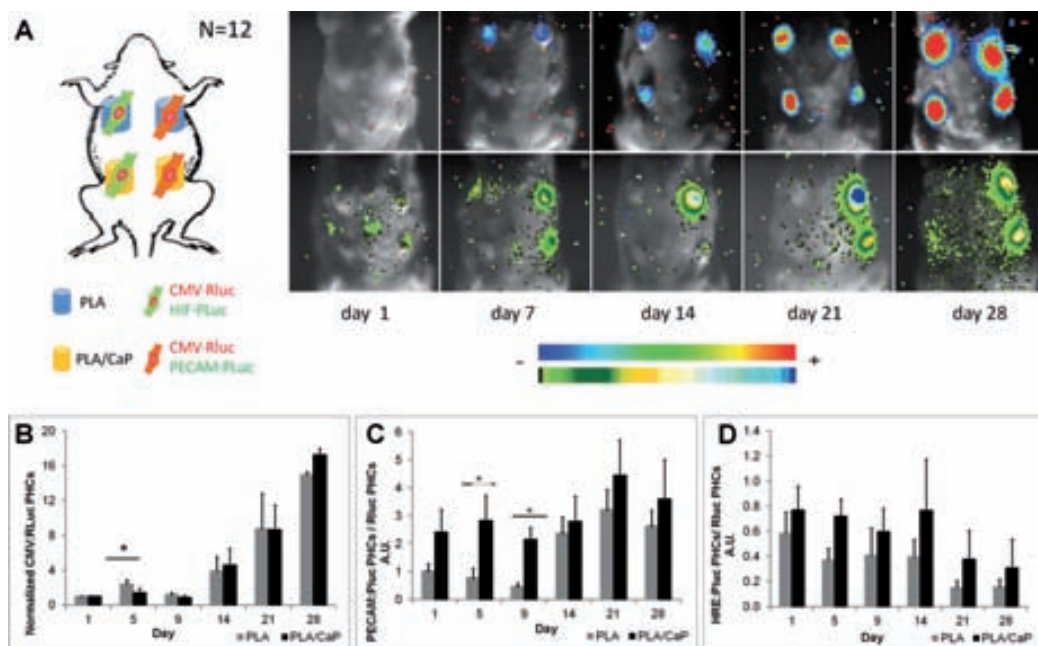 A
N=12
PLA
CMV-Rluc
HIF-PLuc
PLA/CaP
CMV-Rluc
PECAM-PLuc
day 1
day 7
day 14
day 21
day 28
-
+
B
Normalized CMV:RLuc PHCs
20
16
12
8
4
0
*
1
5
9
14
21
28
Day
PLA
PLA/CaP
C
PECAM:Pluc PHCs / Rluc PHCs
A.U.
6
5
4
3
2
1
0
*
*
1
5
9
14
21
28
Day
PLA
PLA/CaP
D
HRE:Pluc PHCs/ Rluc PHCs
A.U.
1.4
1.2
1.0
0.8
0.6
0.4
0.2
0.0
1
5
9
14
21
28
Day
PLA
PLA/CaP